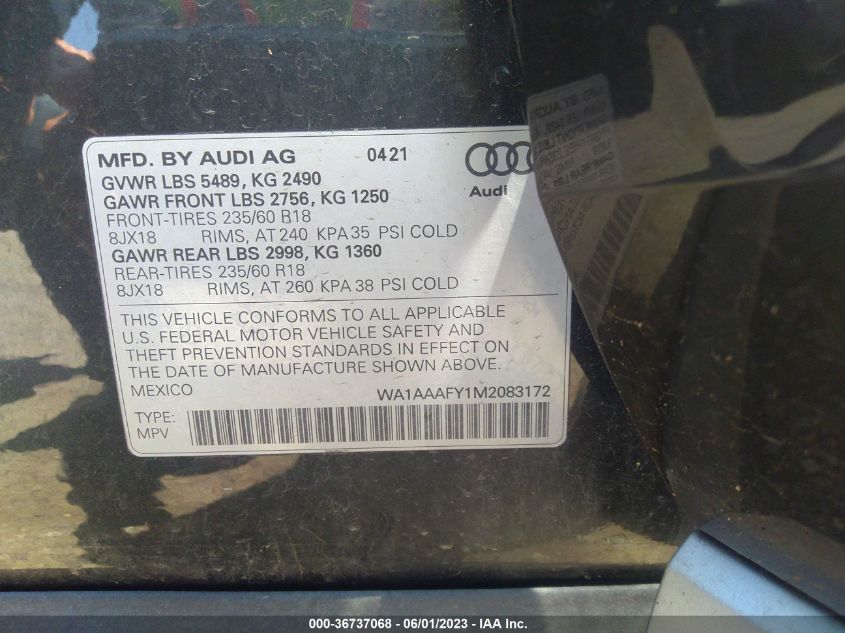 MFD. BY AUDI AG 04 21
GVWR LBS 5489, KG 2490
GAWR FRONT LBS 2756, KG 1250
FRONT-TIRES 235/60 R18
8JX18 RIMS, AT 240 KPA 35 PSI COLD
GAWR REAR LBS 2998, KG 1360
REAR-TIRES 235/60 R18
8JX18 RIMS, AT 260 KPA 38 PSI COLD
Audi
THIS VEHICLE CONFORMS TO ALL APPLICABLE
U.S. FEDERAL MOTOR VEHICLE SAFETY AND
THEFT PREVENTION STANDARDS IN EFFECT ON
THE DATE OF MANUFACTURE SHOWN ABOVE.
MEXICO WA1AAAFY1M2083172
TYPE:
MPV
000-36737068 - 06/01/2023 - IAA Inc.